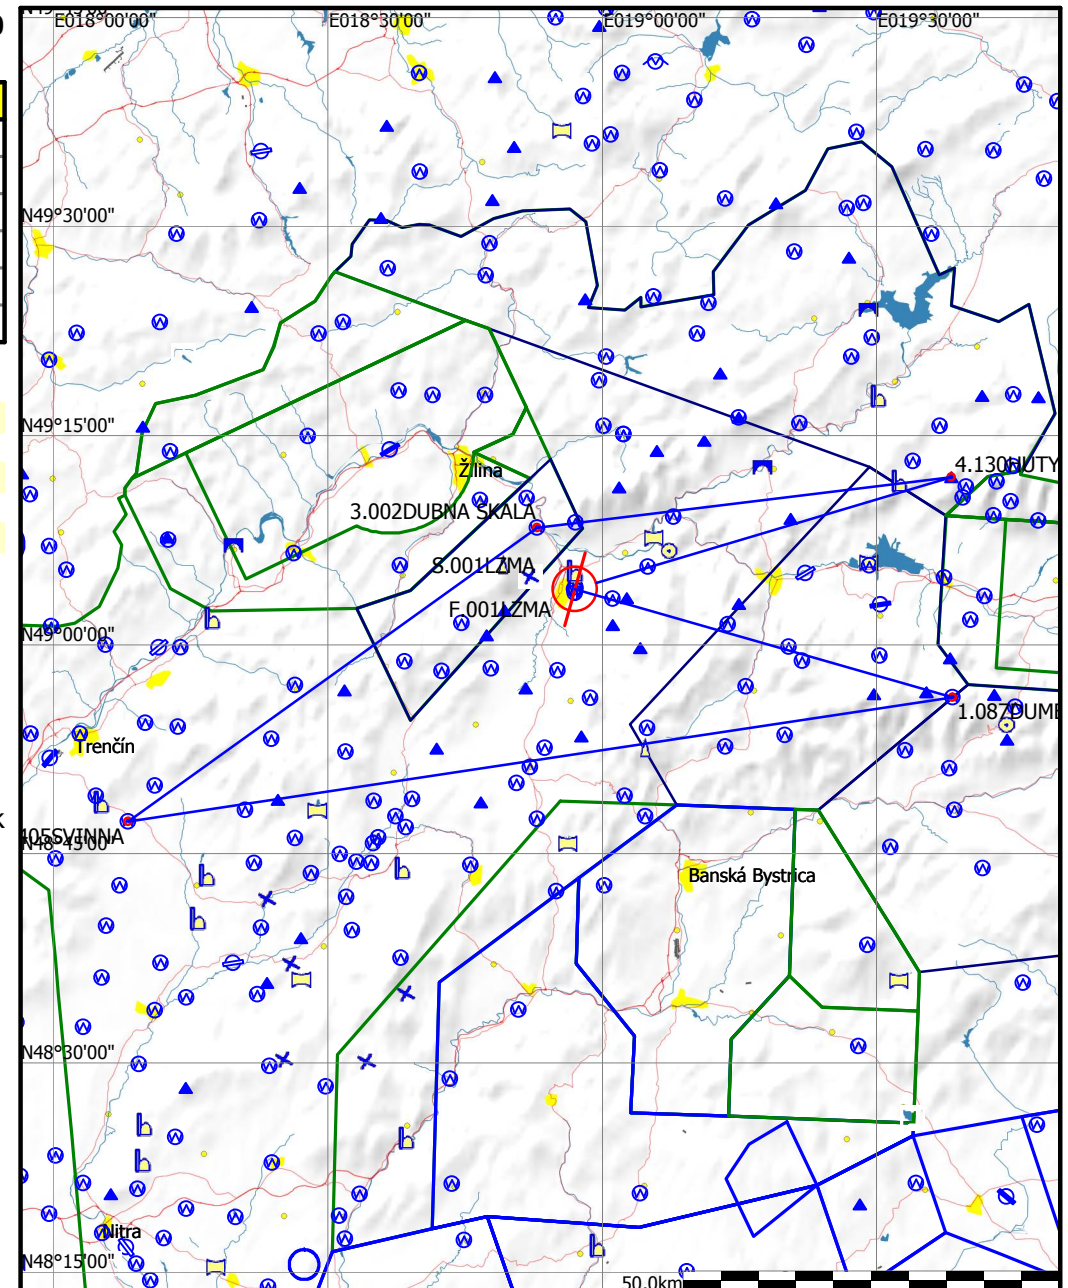 E018°00'00"
E018°30'00"
E019°00'00"
E019°30'00"
N49°30'00"
N49°15'00"
4.130HUTY
Žilina
3.002DUBNA SKALA
S.001LZMA
F.001LZMA
N49°00'00"
1.087DUMB
Trenčín
405SVINNA
N48°45'00"
Banská Bystrica
N48°30'00"
Nitra
N48°15'00"
50.0km